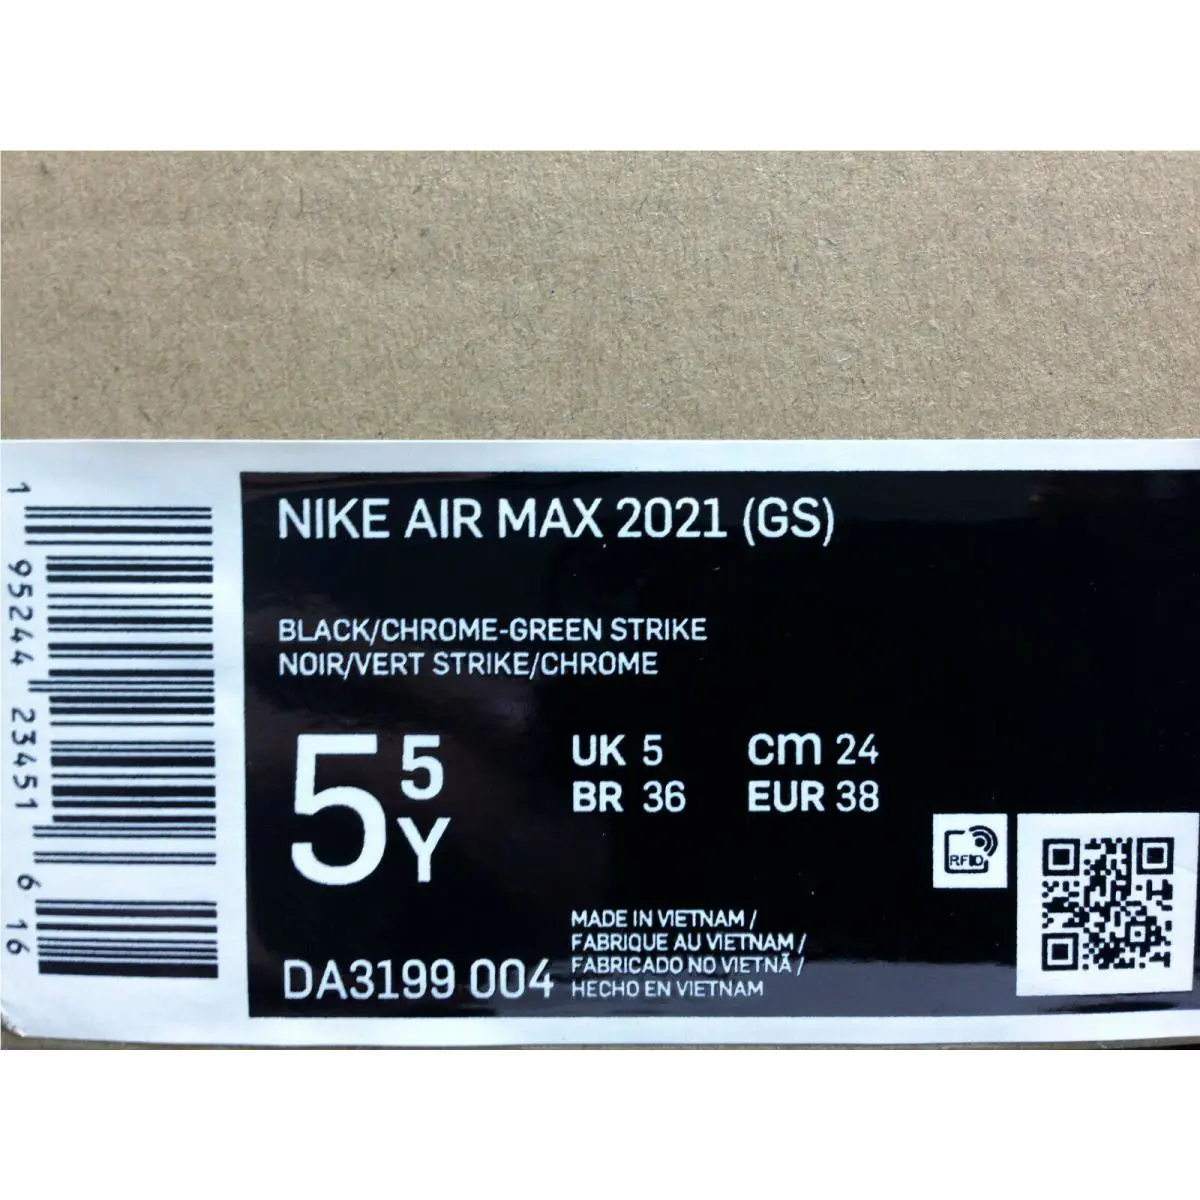 NIKE AIR MAX 2021 (GS)
BLACK/CHROME-GREEN STRIKE
NOIR/VERT STRIKE/CHROME
5 5
Y
UK 5
BR 36
cm 24
EUR 38
RFID
MADE IN VIETNAM /
FABRIQUE AU VIETNAM /
FABRICADO NO VIETNÃ /
HECHO EN VIETNAM
DA3199 004
1 95244 23451 6 16